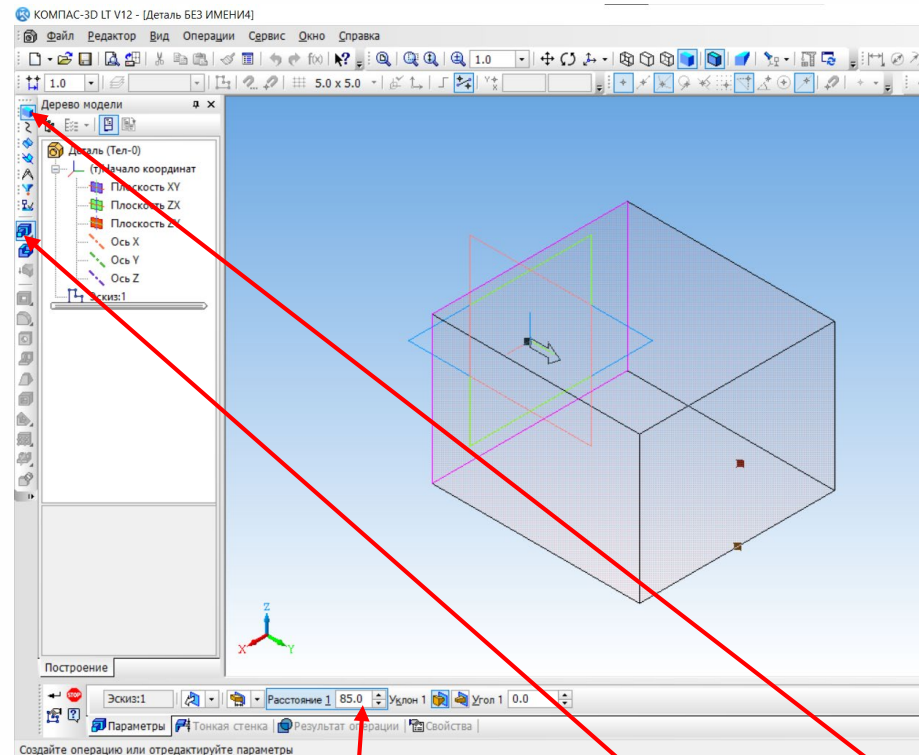 КОМПАС-3D LT V12 - [Деталь БЕЗ ИМЕНИ4]
Файл Редактор Вид Операции Сервис Окно Справка
f(x) 1.0
1.0 5.0 x 5.0
Дерево модели
Деталь (Тел-0)
(т)Начало координат
Плоскость XY
Плоскость ZX
Плоскость ZY
Ось X
Ось Y
Ось Z
Эскиз:1
Z
X Y
Построение
STOP Эскиз:1 Расстояние 1 85.0 Уклон 1 Угол 1 0.0
Параметры Тонкая стенка Результат операции Свойства
Создайте операцию или отредактируйте параметры